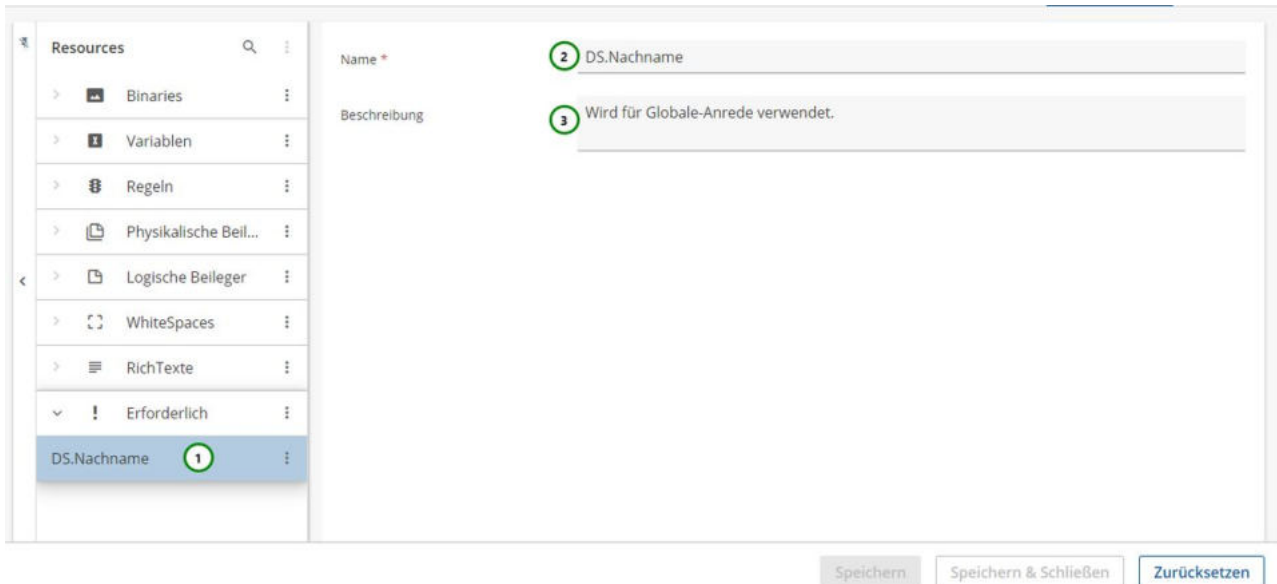 Resources
Binaries
Variablen
Regeln
Physikalische Beil...
Logische Beileger
WhiteSpaces
RichTexte
Erforderlich
DS.Nachname 1
Name * 2 DS.Nachname
Beschreibung 3 Wird für Globale-Anrede verwendet.
Speichern Speichern & Schließen Zurücksetzen